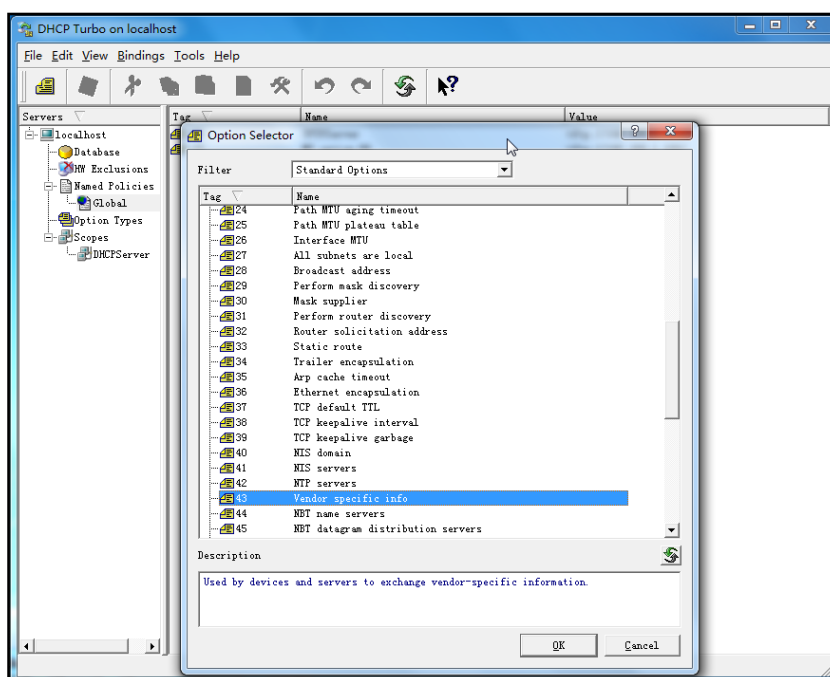 DHCP Turbo on localhost
File Edit View Bindings Tools Help
Servers
Tag Name Value
localhost
Database
HW Exclusions
Named Policies
Global
Option Types
Scopes
DHCPServer
Option Selector
Filter Standard Options
Tag Name
24 Path MTU aging timeout
25 Path MTU plateau table
26 Interface MTU
27 All subnets are local
28 Broadcast address
29 Perform mask discovery
30 Mask supplier
31 Perform router discovery
32 Router solicitation address
33 Static route
34 Trailer encapsulation
35 Arp cache timeout
36 Ethernet encapsulation
37 TCP default TTL
38 TCP keepalive interval
39 TCP keepalive garbage
40 NIS domain
41 NIS servers
42 NTP servers
43 Vendor specific info
44 NBT name servers
45 NBT datagram distribution servers
Description
Used by devices and servers to exchange vendor-specific information.
OK Cancel